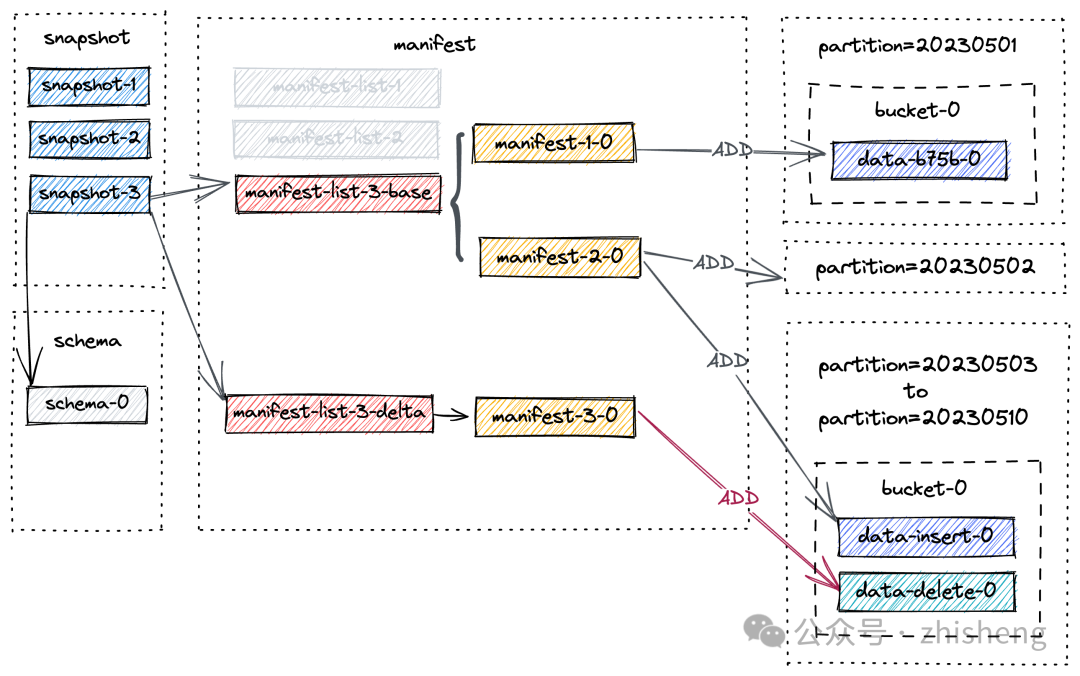 snapshot
snapshot-1
snapshot-2
snapshot-3
schema
schema-0
manifest
manifest-list-1
manifest-list-2
manifest-list-3-base
manifest-1-0
manifest-2-0
manifest-list-3-delta
manifest-3-0
ADD
ADD
ADD
ADD
partition=20230501
bucket-0
data-b75b-0
partition=20230502
partition=20230503
to
partition=20230510
bucket-0
data-insert-0
data-delete-0
公众号 · zhisheng